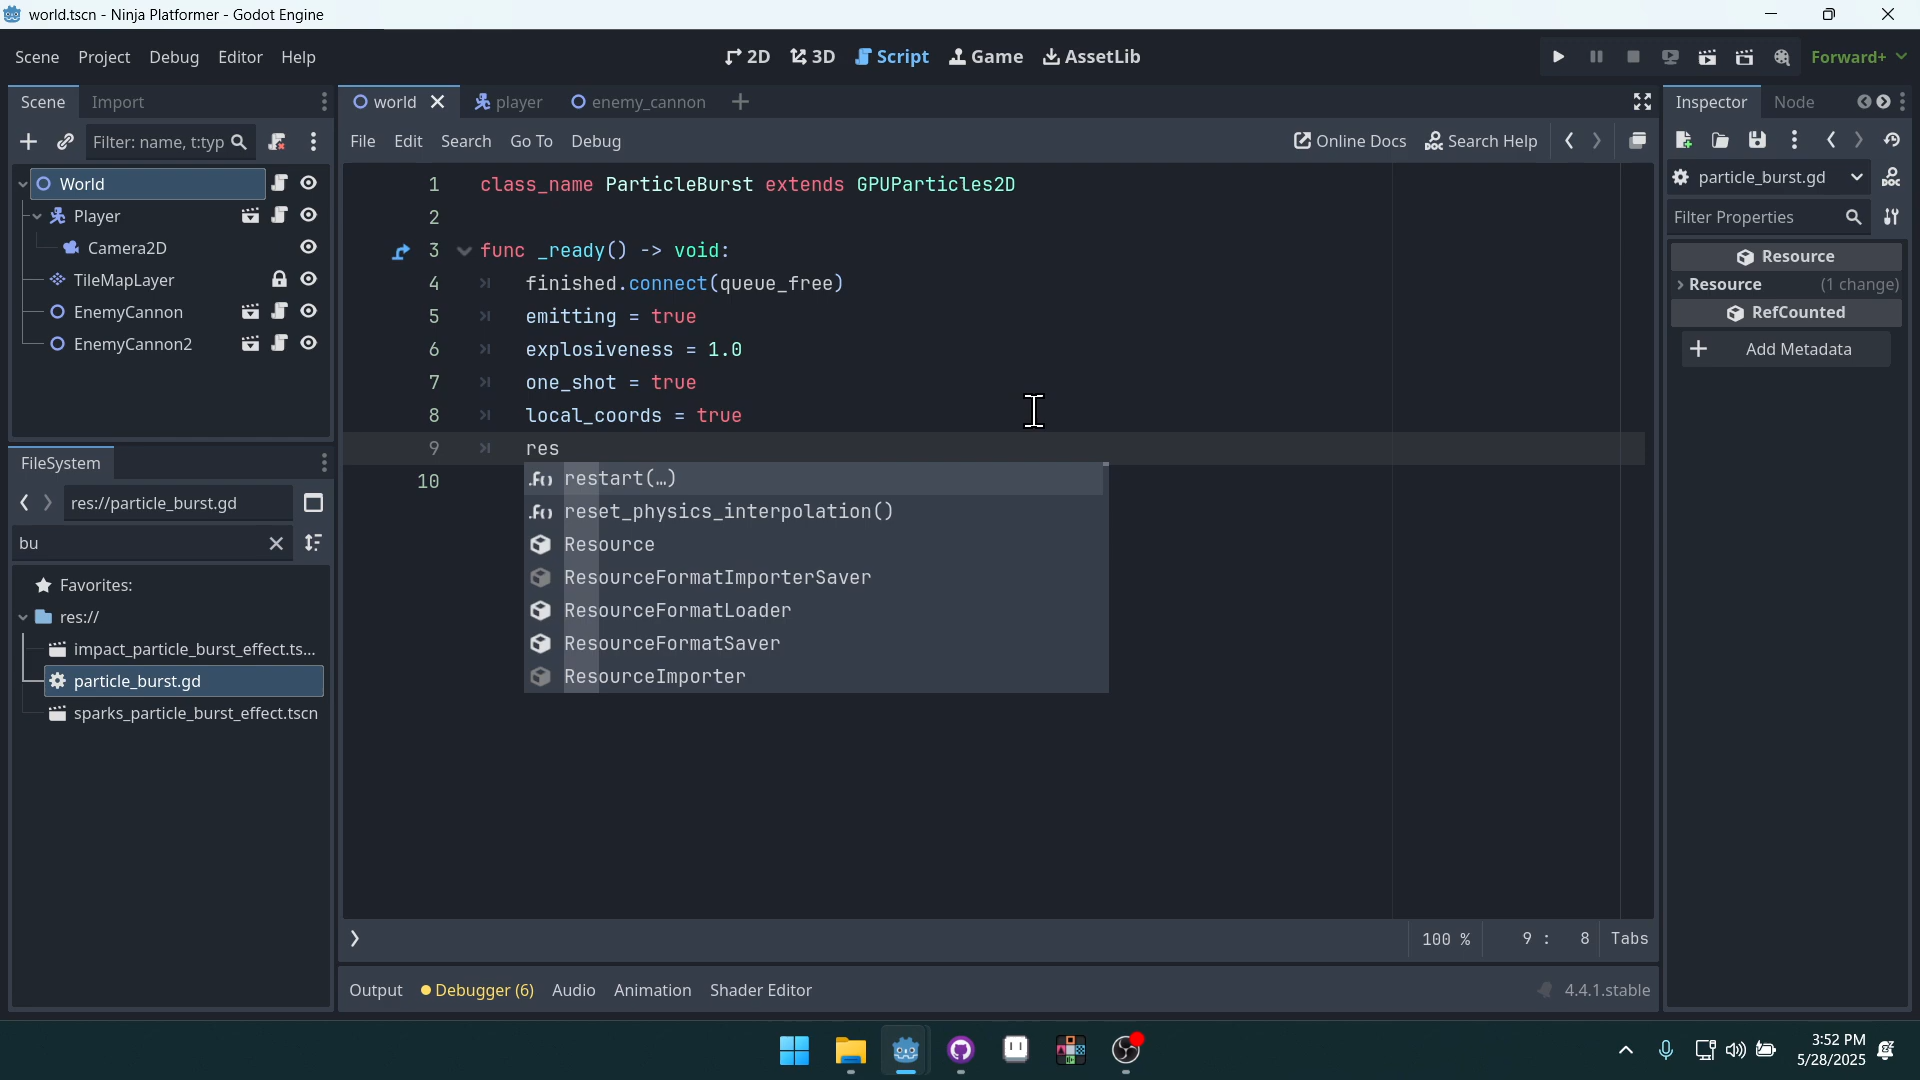 world.tscn - Ninja Platformer - Godot Engine
Scene Project Debug Editor Help
2D 3D Script Game AssetLib
Forward+
Scene Import
world player enemy_cannon
Inspector Node
Filter: name, t:typ
File Edit Search Go To Debug
Online Docs Search Help
World
Player
Camera2D
TileMapLayer
EnemyCannon
EnemyCannon2
particle_burst.gd
Filter Properties
Resource
Resource (1 change)
RefCounted
Add Metadata
1 class_name ParticleBurst extends GPUParticles2D
2
3 func _ready() -> void:
4 finished.connect(queue_free)
5 emitting = true
6 explosiveness = 1.0
7 one_shot = true
8 local_coords = true
9 res
10
.f() restart(…)
.f() reset_physics_interpolation()
Resource
ResourceFormatImporterSaver
ResourceFormatLoader
ResourceFormatSaver
ResourceImporter
FileSystem
res://particle_burst.gd
bu
Favorites:
res://
impact_particle_burst_effect.ts...
particle_burst.gd
sparks_particle_burst_effect.tscn
100 % 9 : 8 Tabs
Output Debugger (6) Audio Animation Shader Editor
4.4.1.stable
3:52 PM
5/28/2025